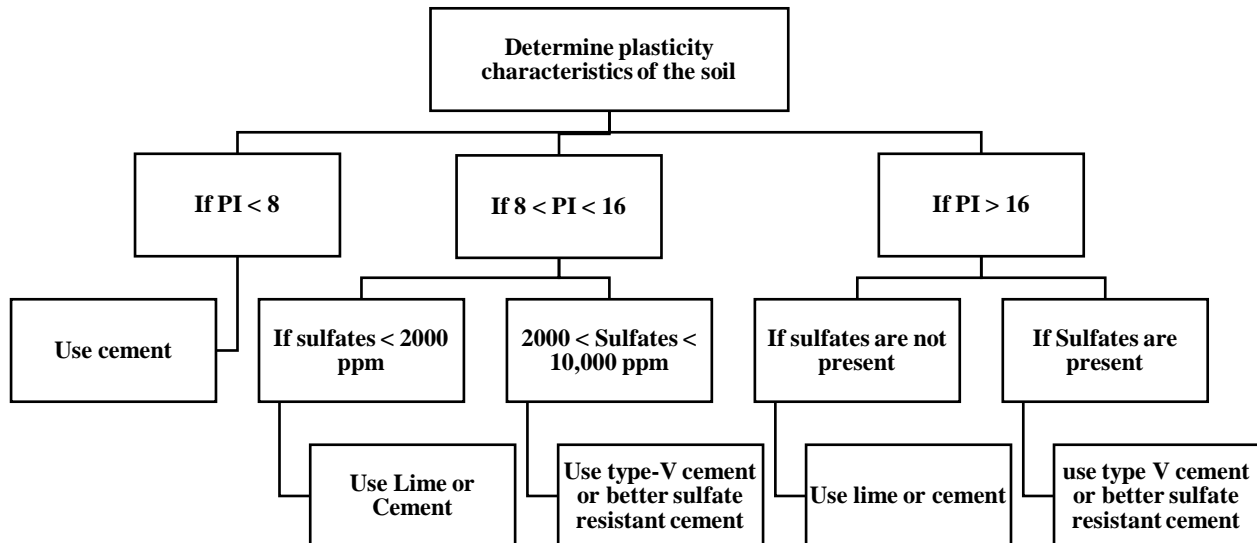 Determine plasticity
characteristics of the soil
If PI < 8
If 8 < PI < 16
If PI > 16
Use cement
If sulfates < 2000
ppm
2000 < Sulfates <
10,000 ppm
If sulfates are not
present
If Sulfates are
present
Use Lime or
Cement
Use type-V cement
or better sulfate
resistant cement
Use lime or cement
use type V cement
or better sulfate
resistant cement